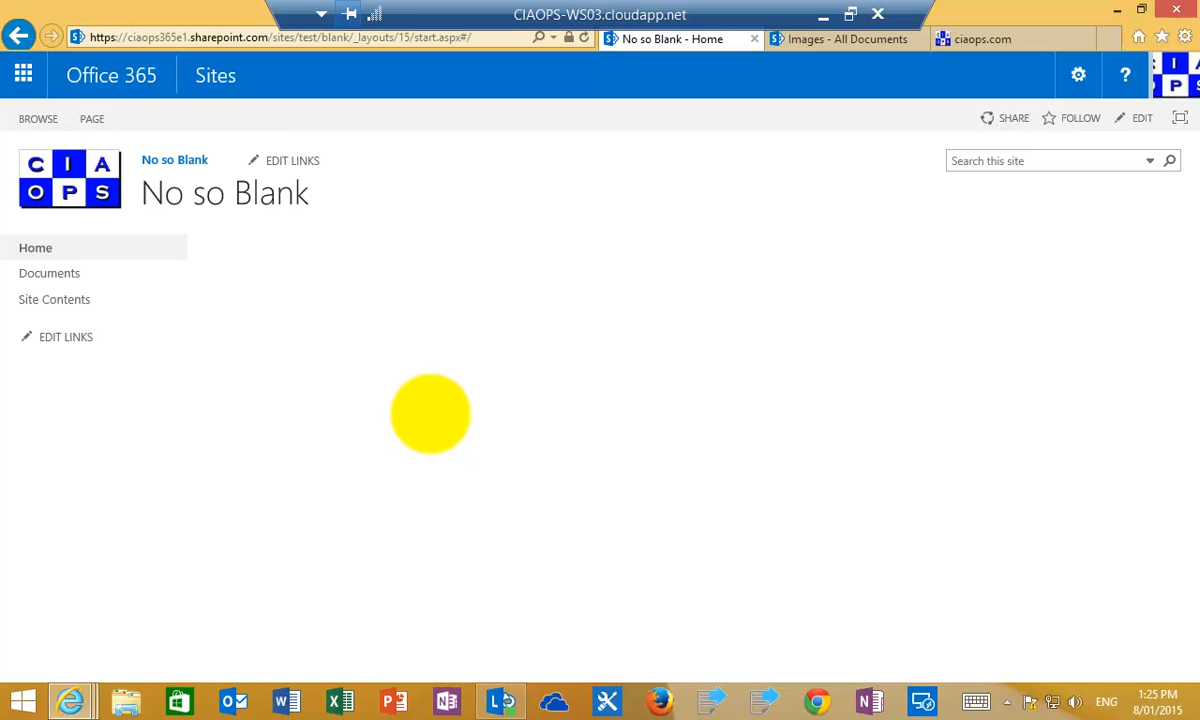 CIAOPS-WS03.cloudapp.net
https://ciaops365e1.sharepoint.com/sites/test/blank/_layouts/15/start.aspx#/
No so Blank - Home
Images - All Documents
ciaops.com
Office 365
Sites
?
I
P
BROWSE
PAGE
SHARE
FOLLOW
EDIT
C I A
O P S
No so Blank
EDIT LINKS
No so Blank
Search this site
Home
Documents
Site Contents
EDIT LINKS
ENG
1:25 PM
8/01/2015